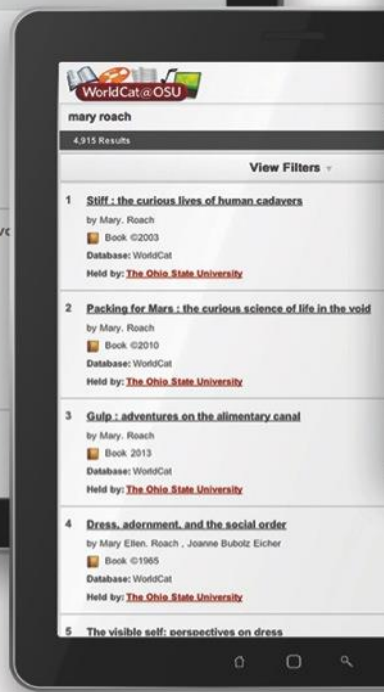 WorldCat@OSU
mary roach
4,915 Results
View Filters
1 Stiff : the curious lives of human cadavers
by Mary. Roach
Book ©2003
Database: WorldCat
Held by: The Ohio State University
2 Packing for Mars : the curious science of life in the void
by Mary. Roach
Book ©2010
Database: WorldCat
Held by: The Ohio State University
3 Gulp : adventures on the alimentary canal
by Mary. Roach
Book 2013
Database: WorldCat
Held by: The Ohio State University
4 Dress, adornment, and the social order
by Mary Ellen. Roach , Joanne Bubolz Eicher
Book ©1965
Database: WorldCat
Held by: The Ohio State University
5 The visible self: perspectives on dress